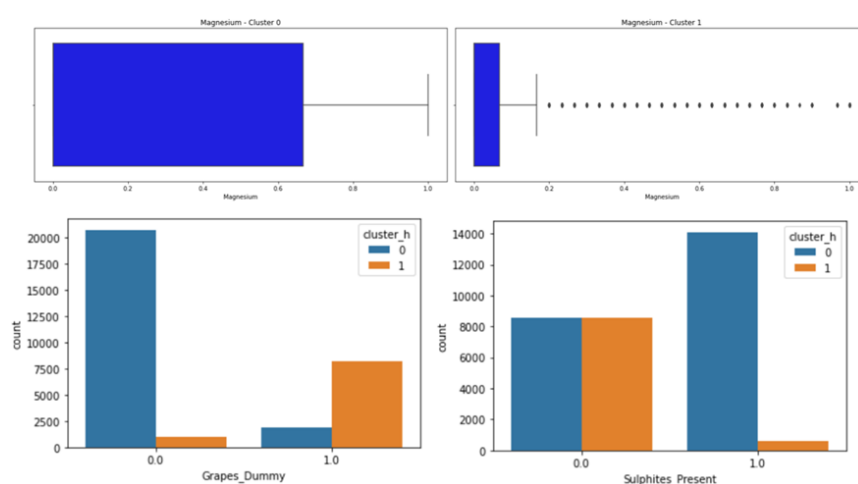 Magnesium - Cluster 0
0.0 0.2 0.4 0.6 0.8 1.0
Magnesium
Magnesium - Cluster 1
0.0 0.2 0.4 0.6 0.8 1.0
Magnesium
20000
17500
15000
12500
10000
7500
5000
2500
0
count
cluster_h
0
1
0.0 1.0
Grapes_Dummy
14000
12000
10000
8000
6000
4000
2000
0
count
cluster_h
0
1
0.0 1.0
Sulphites_Present